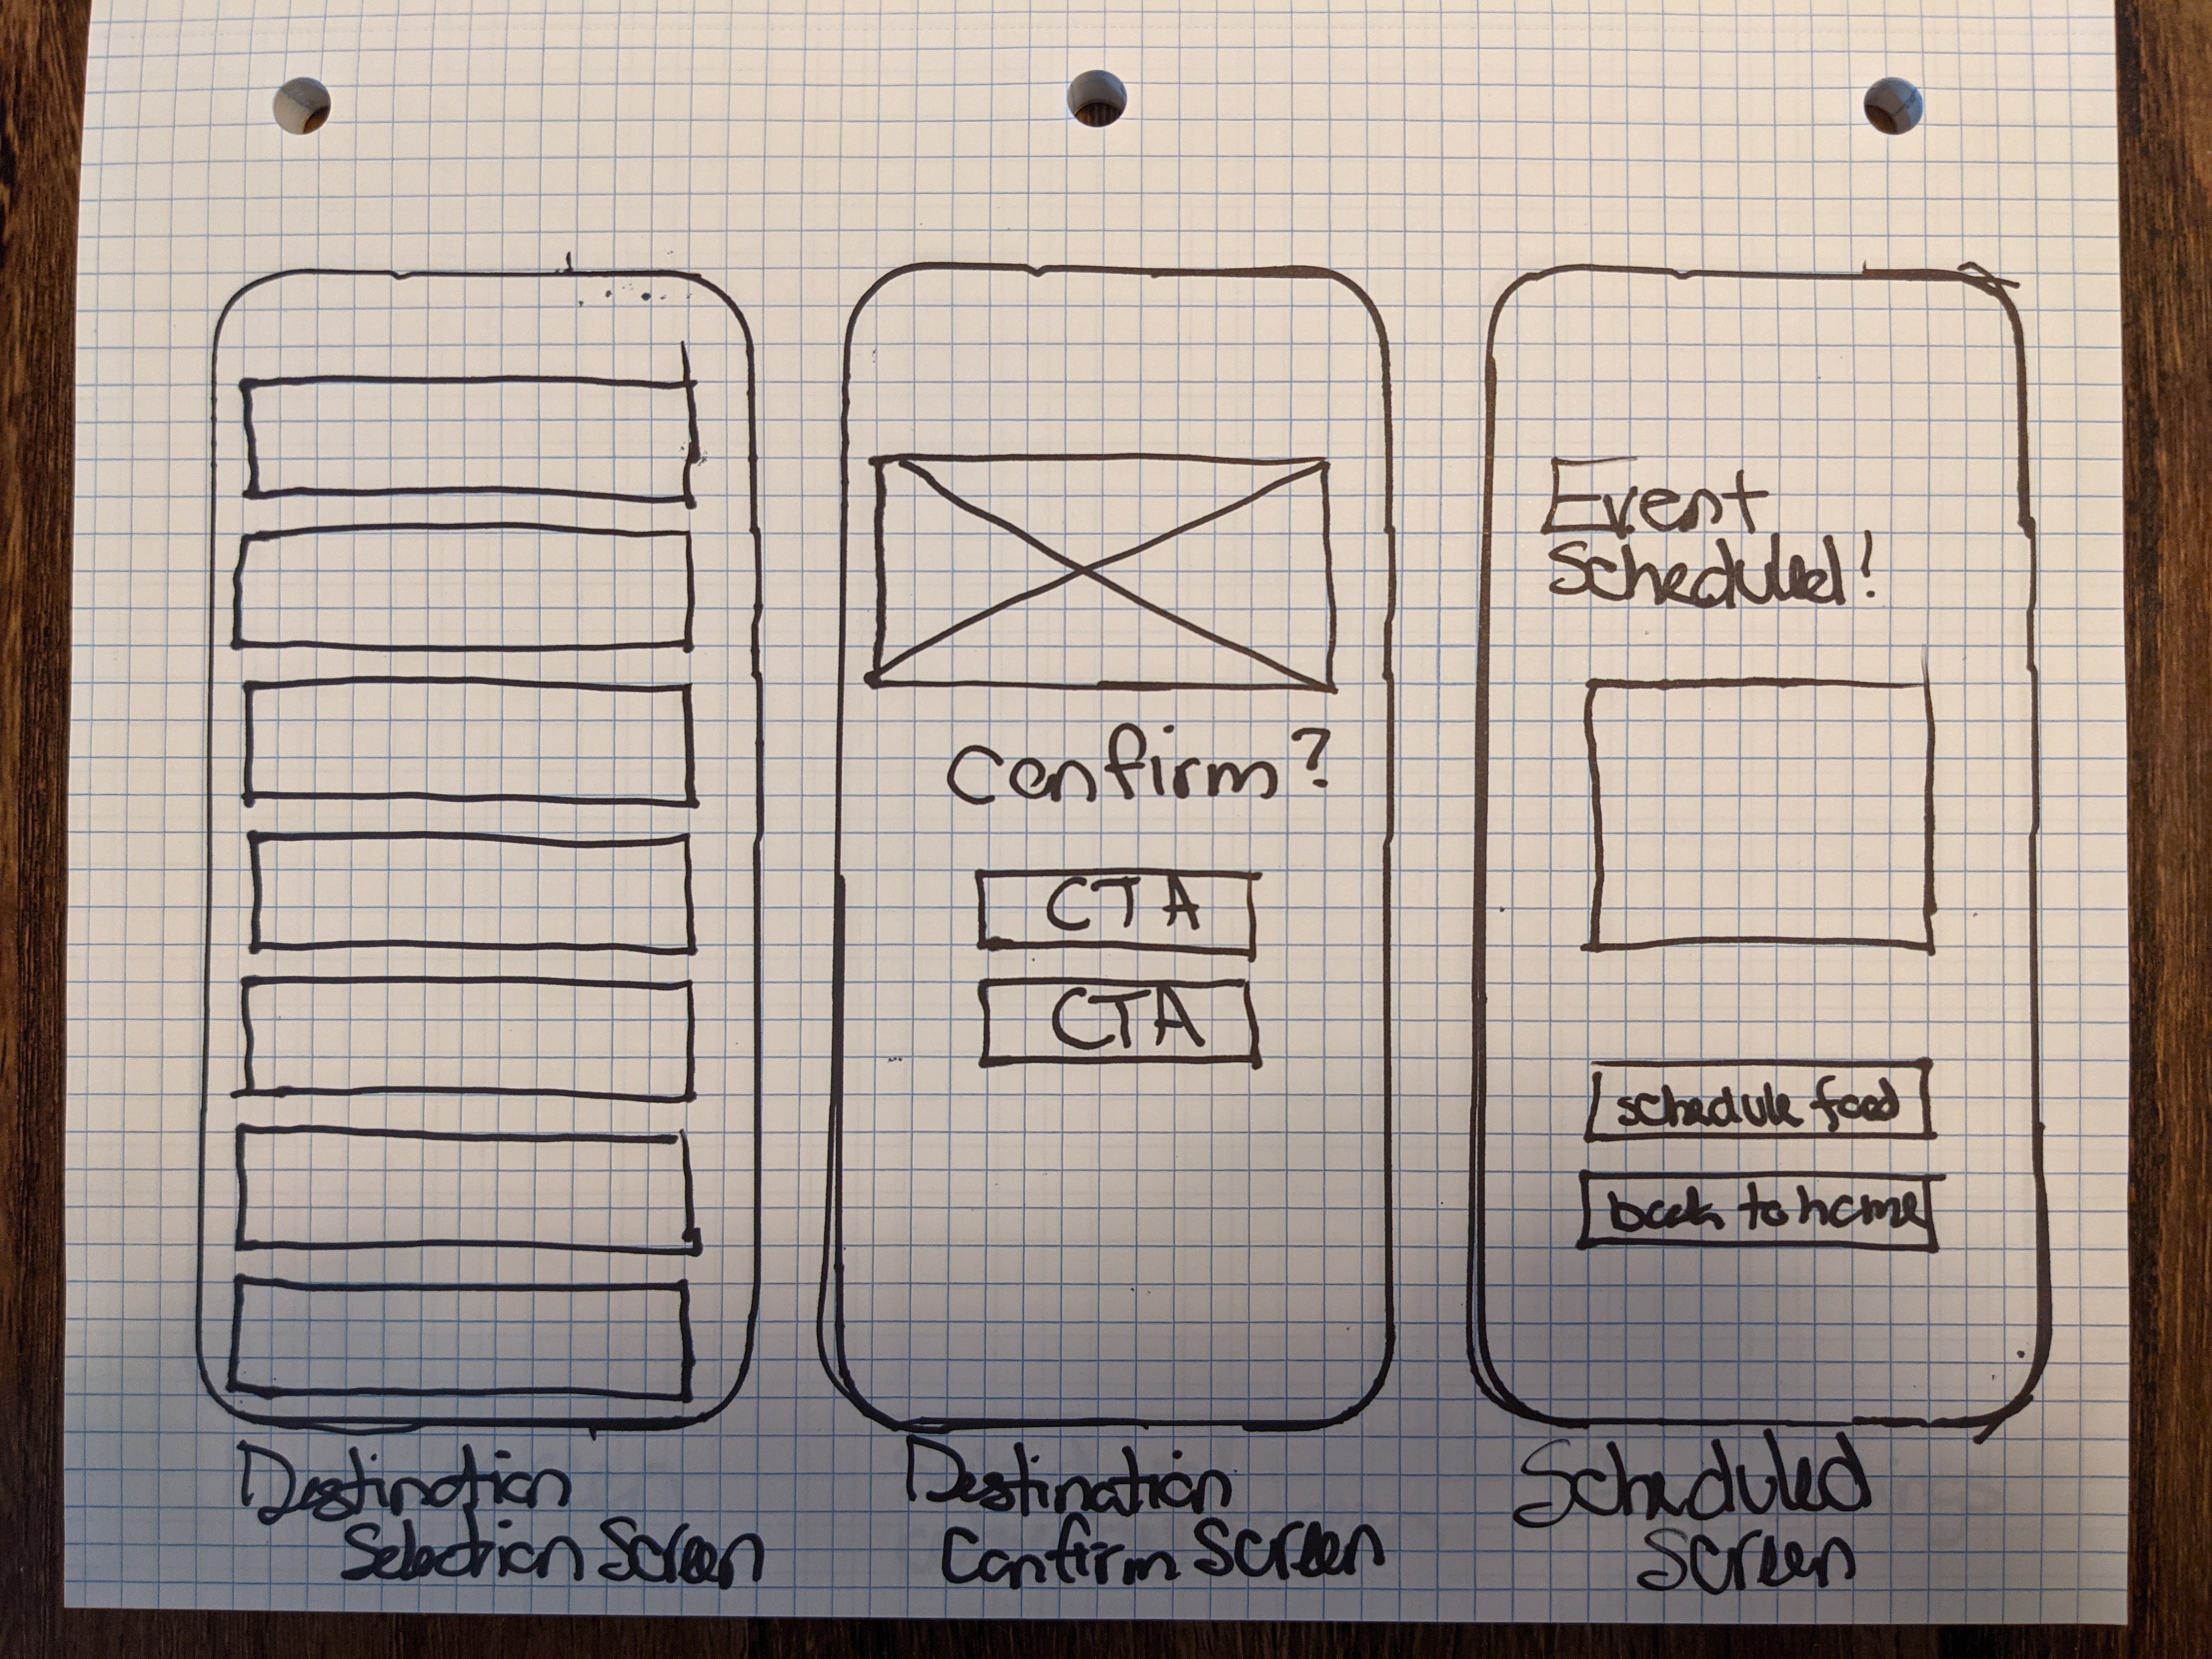 Confirm?
CTA
CTA
Event
Scheduled!
schedule food
back to home
Destination
Selection Screen
Destination
Confirm Screen
Scheduled
Screen